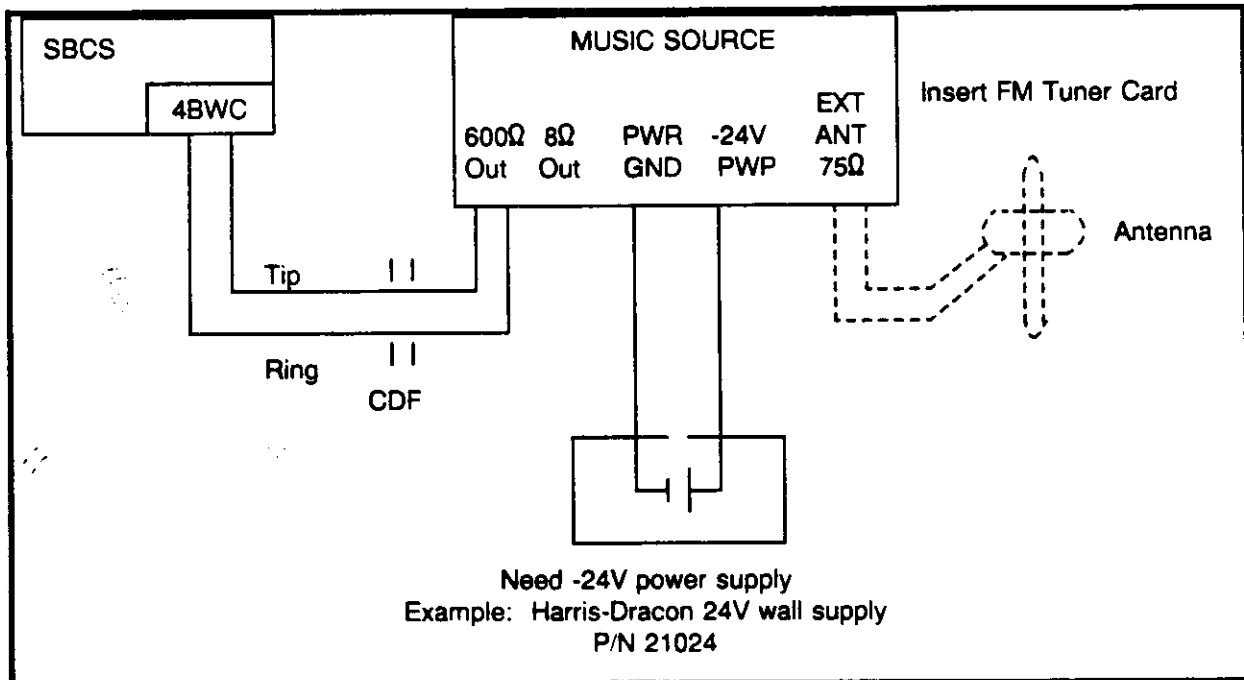 SBCS
4BWC
MUSIC SOURCE
600Ω Out
8Ω Out
PWR GND
-24V PWP
EXT ANT 75Ω
Insert FM Tuner Card
Antenna
Tip
Ring
CDF
Need -24V power supply
Example: Harris-Dracon 24V wall supply
P/N 21024